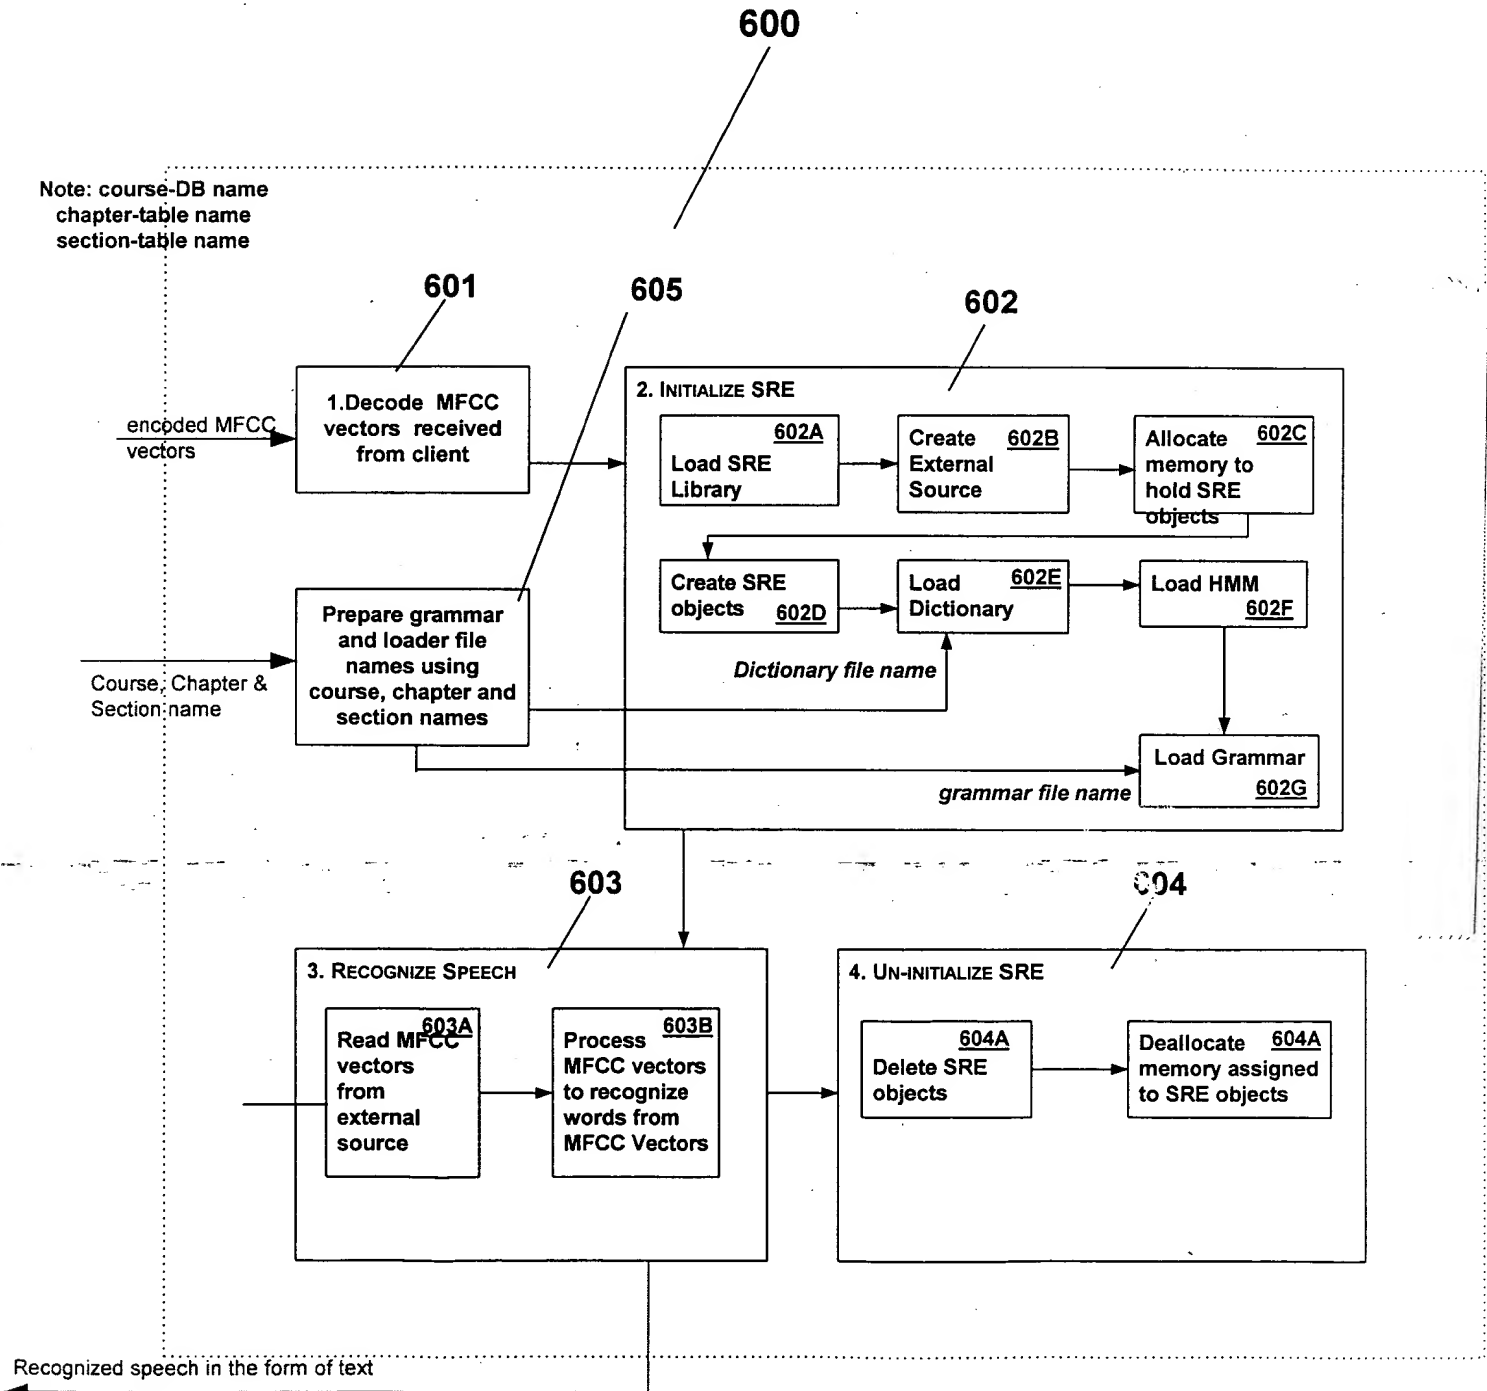 600
Note: course-DB name
chapter-table name
section-table name
601
605
602
encoded MFCC
vectors
1.Decode MFCC
vectors received
from client
2. INITIALIZE SRE
602A
Load SRE
Library
Create
602B
External
Source
Allocate
602C
memory to
hold SRE
objects
Create SRE
objects
602D
Load
602E
Dictionary
Load HMM
602F
Course, Chapter &
Section name
Prepare grammar
and loader file
names using
course, chapter and
section names
Dictionary file name
Load Grammar
602G
grammar file name
603
604
3. RECOGNIZE SPEECH
603A
Read MFCC
vectors
from
external
source
603B
Process
MFCC vectors
to recognize
words from
MFCC Vectors
4. UN-INITIALIZE SRE
604A
Delete SRE
objects
Deallocate
604A
memory assigned
to SRE objects
Recognized speech in the form of text